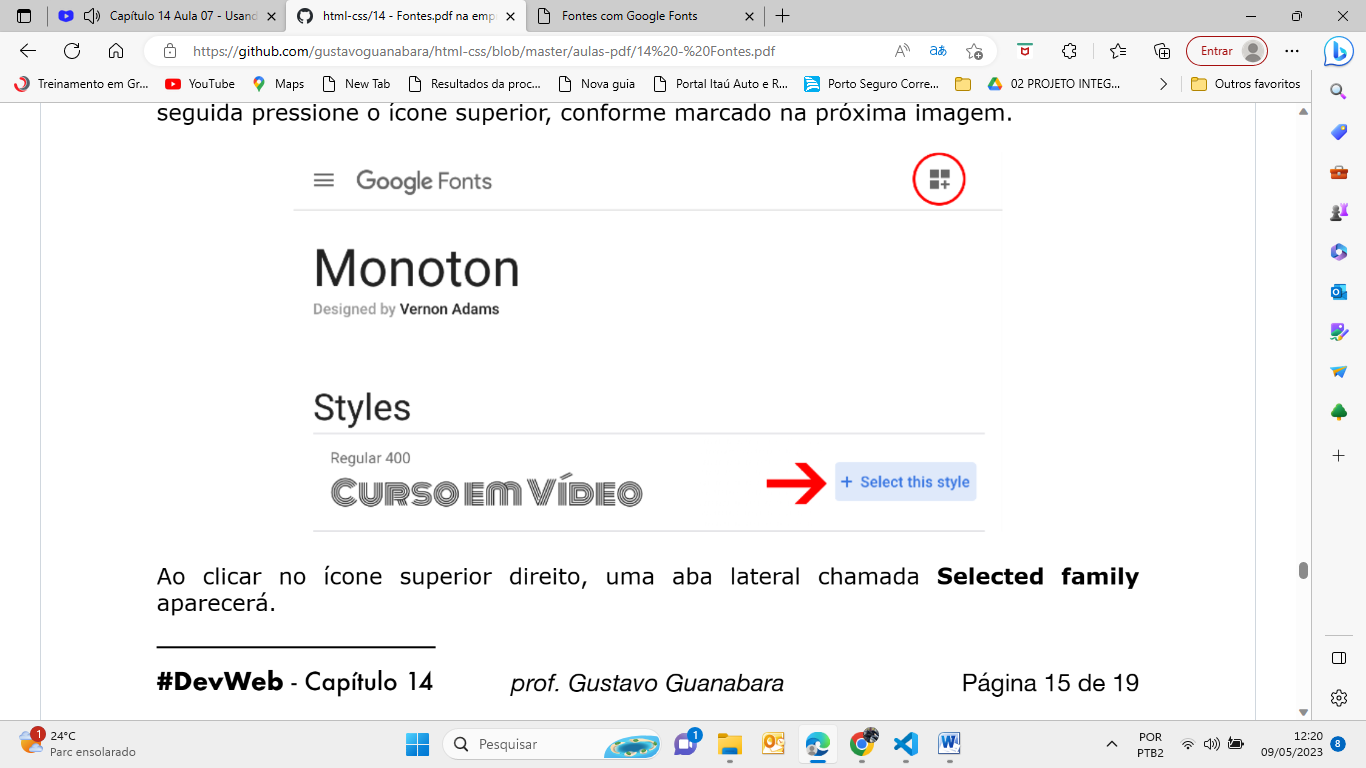 Capítulo 14 Aula 07 - Usand
html-css/14 - Fontes.pdf na emp
Fontes com Google Fonts
https://github.com/gustavoguanabara/html-css/blob/master/aulas-pdf/14%20-%20Fontes.pdf
Entrar
Treinamento em Gr...
YouTube
Maps
New Tab
Resultados da proc...
Nova guia
Portal Itaú Auto e R...
Porto Seguro Corre...
02 PROJETO INTEG...
Outros favoritos
seguida pressione o ícone superior, conforme marcado na próxima imagem.
Google Fonts
Monoton
Designed by Vernon Adams
Styles
Regular 400
Curso em Vídeo
+ Select this style
Ao clicar no ícone superior direito, uma aba lateral chamada Selected family
aparecerá.
#DevWeb - Capítulo 14 prof. Gustavo Guanabara Página 15 de 19
1
24°C
Parc ensolarado
Pesquisar
1
POR
PTB2
12:20
09/05/2023
8